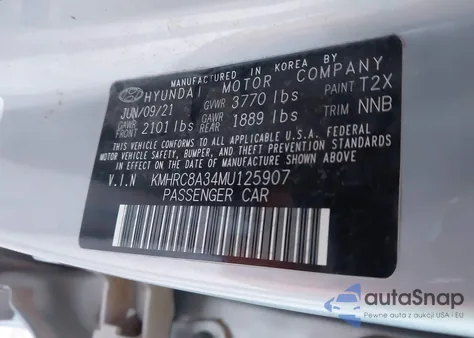 MANUFACTURED IN KOREA BY
HYUNDAI MOTOR COMPANY
JUN/09/21 GVWR 3770 lbs PAINT T2X
GAWR FRONT 2101 lbs GAWR REAR 1889 lbs TRIM NNB
THIS VEHICLE CONFORMS TO ALL APPLICABLE U.S.
FEDERAL MOTOR VEHICLE SAFETY, BUMPER, AND THEFT PREVENTION
STANDARDS IN EFFECT ON THE DATE OF MANUFACTURE SHOWN ABOVE.
V.I.N KMHRC8A34MU125907
PASSENGER CAR
autoSnap
Pewne auta z aukcji USA i EU